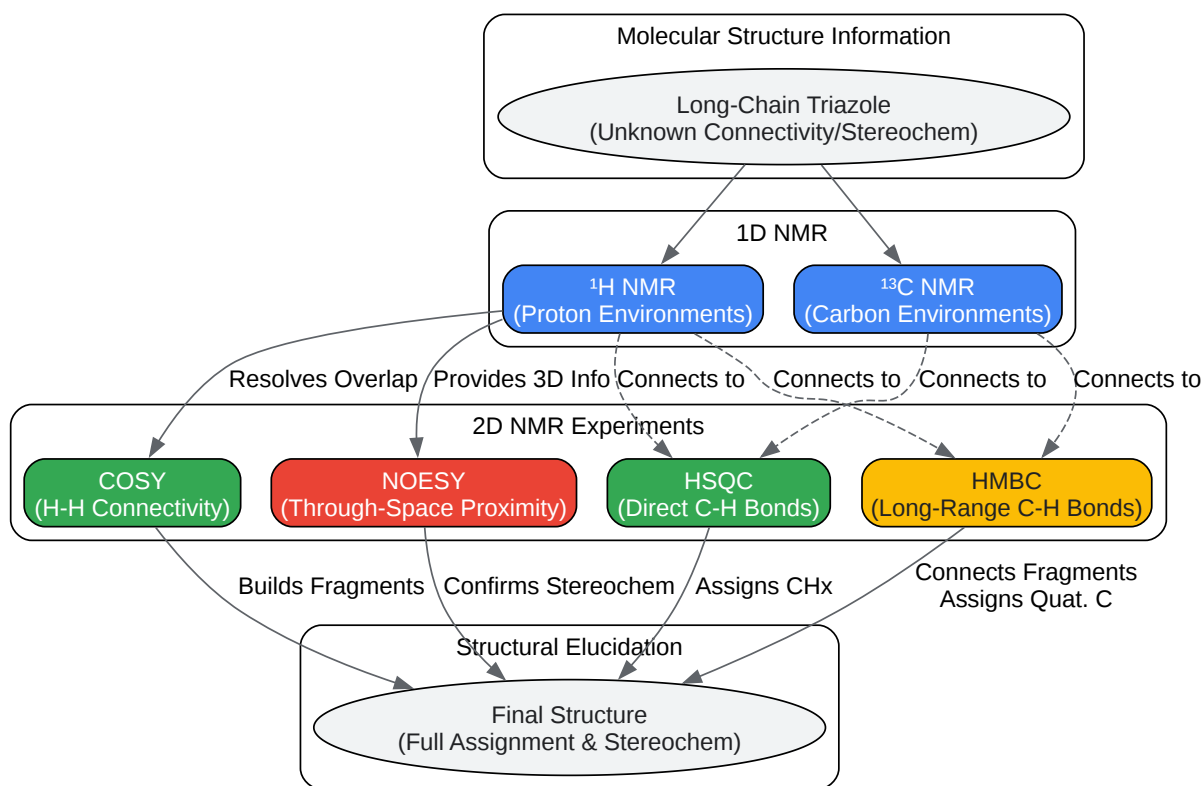 Molecular Structure Information
Long-Chain Triazole
(Unknown Connectivity/Stereochem)
1D NMR
¹H NMR
(Proton Environments)
¹³C NMR
(Carbon Environments)
Resolves Overlap
Provides 3D Info
Connects to
Connects to
Connects to
Connects to
2D NMR Experiments
COSY
(H-H Connectivity)
NOESY
(Through-Space Proximity)
HSQC
(Direct C-H Bonds)
HMBC
(Long-Range C-H Bonds)
Builds Fragments
Confirms Stereochem
Assigns CHx
Connects Fragments
Assigns Quat. C
Structural Elucidation
Final Structure
(Full Assignment & Stereochem)